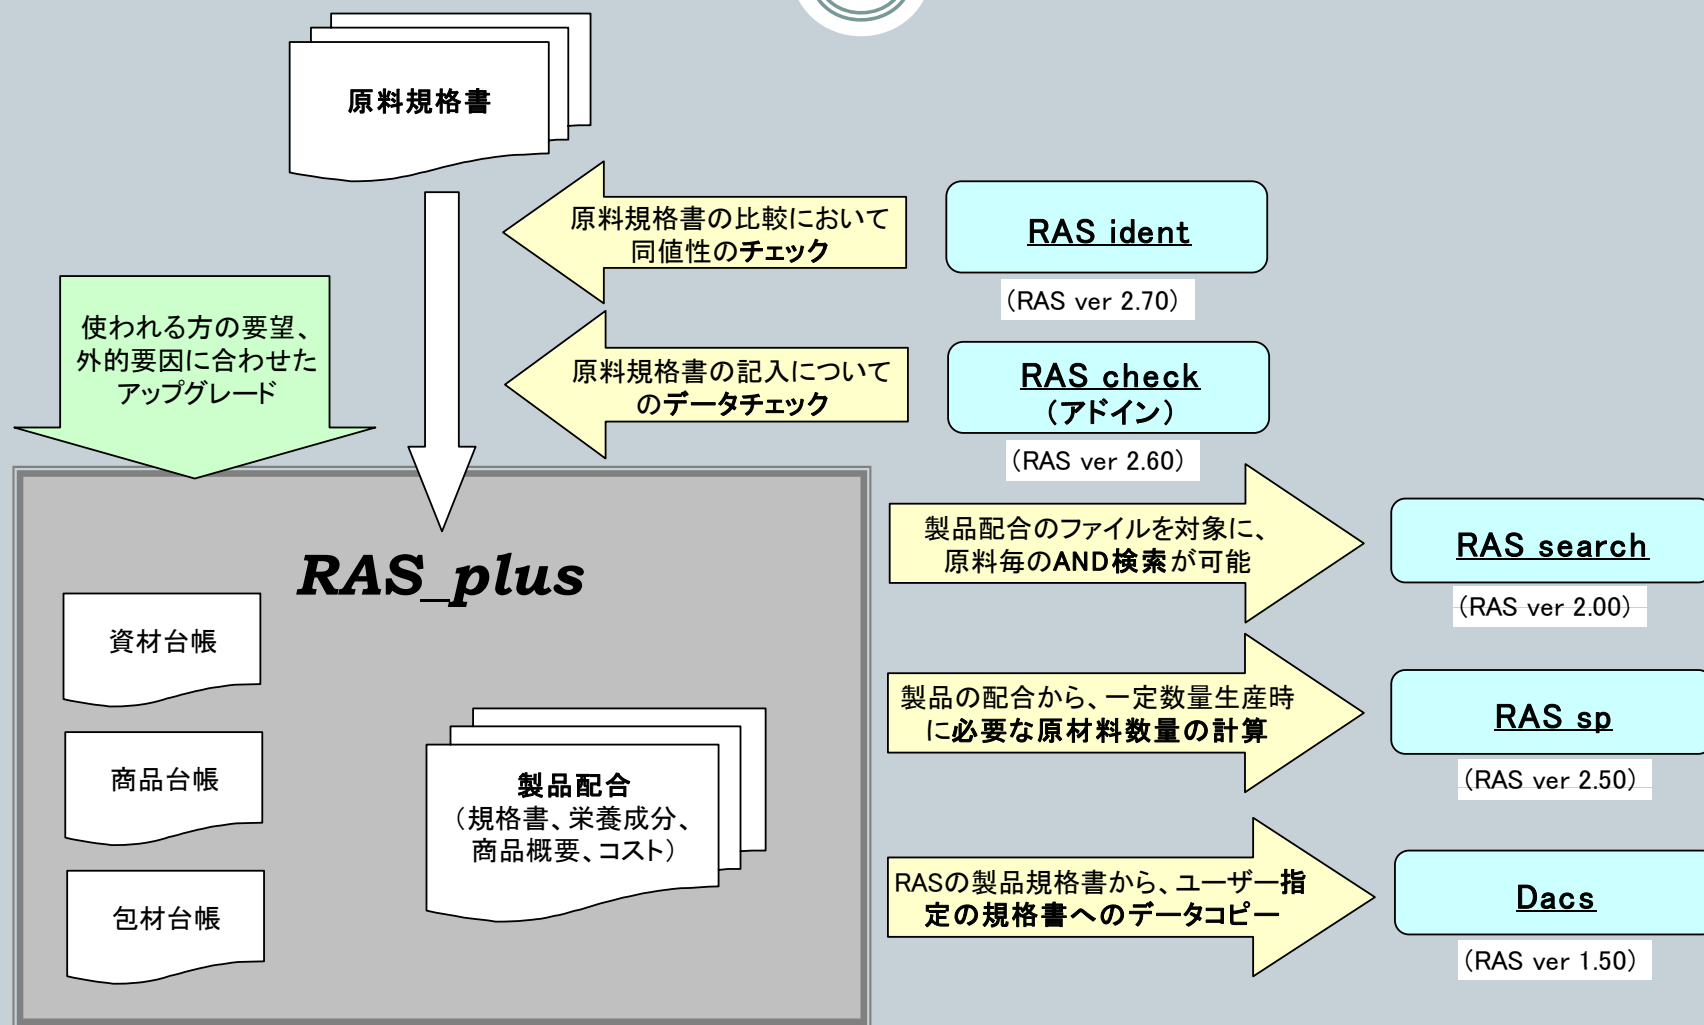 原料規格書
原料規格書の比較において
同値性のチェック
RAS ident
(RAS ver 2.70)
使われる方の要望、
外的要因に合わせた
アップグレード
原料規格書の記入について
のデータチェック
RAS check
(アドイン)
(RAS ver 2.60)
RAS_plus
製品配合のファイルを対象に、
原料毎のAND検索が可能
RAS search
(RAS ver 2.00)
資材台帳
商品台帳
包材台帳
製品配合
(規格書、栄養成分、
商品概要、コスト)
製品の配合から、一定数量生産時
に必要な原材料数量の計算
RAS sp
(RAS ver 2.50)
RASの製品規格書から、ユーザー指
定の規格書へのデータコピー
Dacs
(RAS ver 1.50)